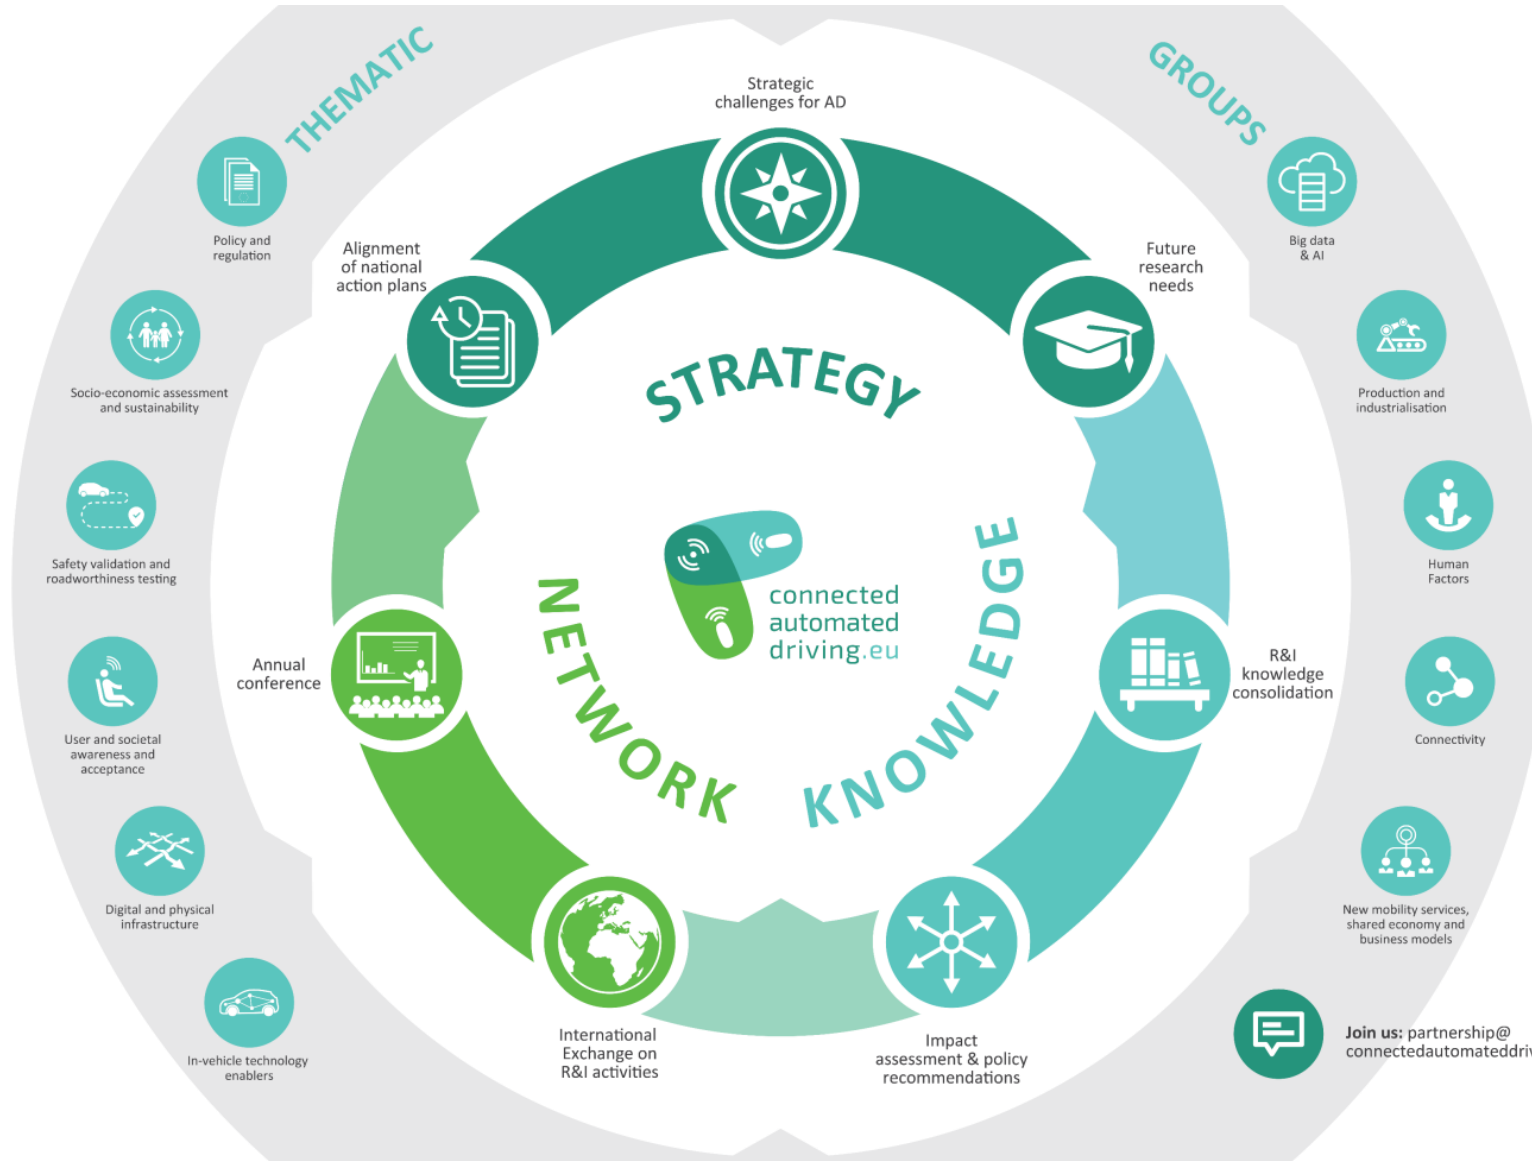 THEMATIC
GROUPS
Strategic
challenges for AD
Policy and
regulation
Alignment
of national
action plans
Future
research
needs
Big data
& AI
Socio-economic assessment
and sustainability
STRATEGY
Production and
industrialisation
Safety validation and
roadworthiness testing
connected
automated
driving.eu
NETWORK
KNOWLEDGE
Human
Factors
Annual
conference
R&I
knowledge
consolidation
User and societal
awareness and
acceptance
Connectivity
Digital and physical
infrastructure
New mobility services,
shared economy and
business models
International
Exchange on
R&I activities
Impact
assessment & policy
recommendations
In-vehicle technology
enablers
Join us: partnership@
connectedautomateddriv